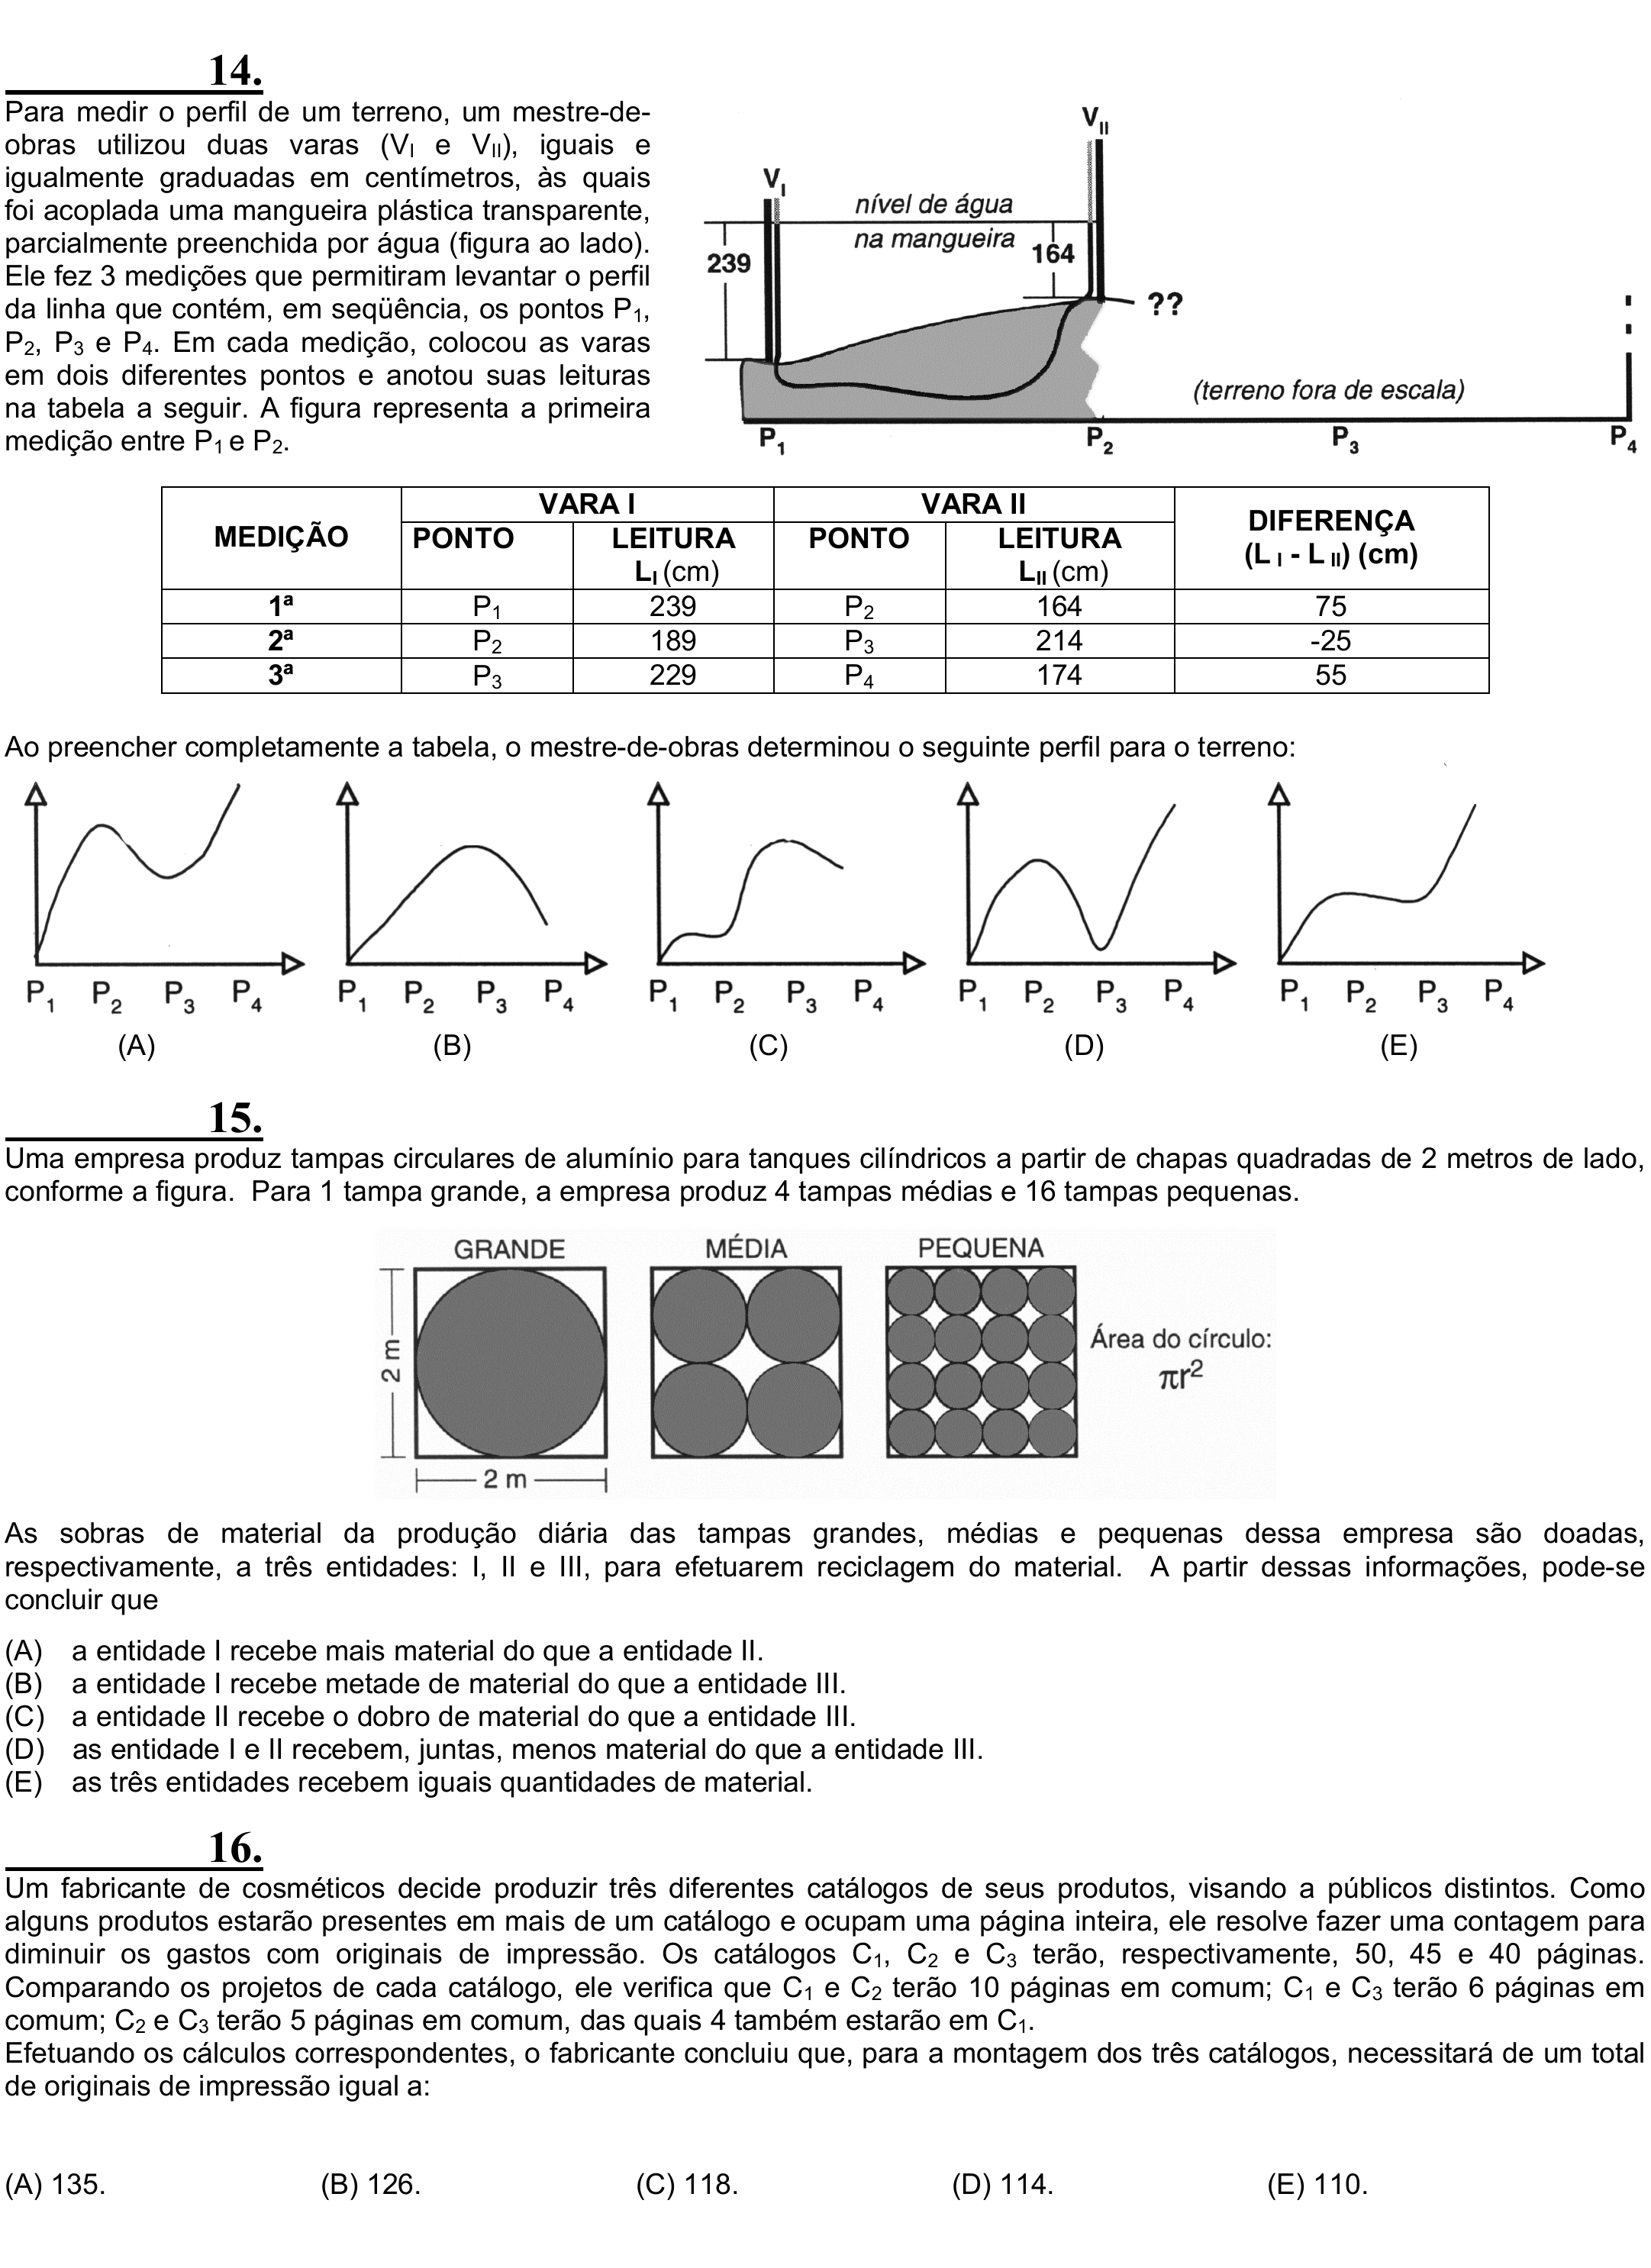 14.
Para medir o perfil de um terreno, um mestre-de-
obras utilizou duas varas (VI e VII), iguais e
igualmente graduadas em centímetros, às quais
foi acoplada uma mangueira plástica transparente,
parcialmente preenchida por água (figura ao lado).
Ele fez 3 medições que permitiram levantar o perfil
da linha que contém, em seqüência, os pontos P1,
P2, P3 e P4. Em cada medição, colocou as varas
em dois diferentes pontos e anotou suas leituras
na tabela a seguir. A figura representa a primeira
medição entre P1 e P2.
VI
VII
nível de água
na mangueira
239
164
??
(terreno fora de escala)
P1 P2 P3 P4
MEDIÇÃO VARA I VARA II DIFERENÇA
(L I - L II) (cm)
PONTO LEITURA
LI (cm) PONTO LEITURA
LII (cm)
1ª P1 239 P2 164 75
2ª P2 189 P3 214 -25
3ª P3 229 P4 174 55
Ao preencher completamente a tabela, o mestre-de-obras determinou o seguinte perfil para o terreno:
P1 P2 P3 P4 P1 P2 P3 P4 P1 P2 P3 P4 P1 P2 P3 P4 P1 P2 P3 P4
(A) (B) (C) (D) (E)
15.
Uma empresa produz tampas circulares de alumínio para tanques cilíndricos a partir de chapas quadradas de 2 metros de lado,
conforme a figura. Para 1 tampa grande, a empresa produz 4 tampas médias e 16 tampas pequenas.
GRANDE MÉDIA PEQUENA
2 m
Área do círculo:
πr2
2 m
As sobras de material da produção diária das tampas grandes, médias e pequenas dessa empresa são doadas,
respectivamente, a três entidades: I, II e III, para efetuarem reciclagem do material. A partir dessas informações, pode-se
concluir que
(A) a entidade I recebe mais material do que a entidade II.
(B) a entidade I recebe metade de material do que a entidade III.
(C) a entidade II recebe o dobro de material do que a entidade III.
(D) as entidade I e II recebem, juntas, menos material do que a entidade III.
(E) as três entidades recebem iguais quantidades de material.
16.
Um fabricante de cosméticos decide produzir três diferentes catálogos de seus produtos, visando a públicos distintos. Como
alguns produtos estarão presentes em mais de um catálogo e ocupam uma página inteira, ele resolve fazer uma contagem para
diminuir os gastos com originais de impressão. Os catálogos C1, C2 e C3 terão, respectivamente, 50, 45 e 40 páginas.
Comparando os projetos de cada catálogo, ele verifica que C1 e C2 terão 10 páginas em comum; C1 e C3 terão 6 páginas em
comum; C2 e C3 terão 5 páginas em comum, das quais 4 também estarão em C1.
Efetuando os cálculos correspondentes, o fabricante concluiu que, para a montagem dos três catálogos, necessitará de um total
de originais de impressão igual a:
(A) 135. (B) 126. (C) 118. (D) 114. (E) 110.